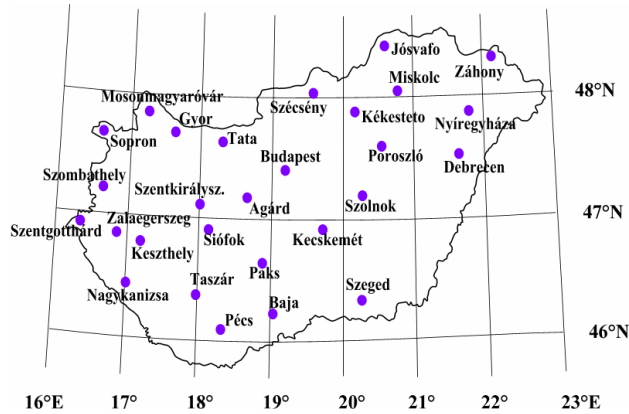 Jósvafo
Záhony
Miskolc
48°N
Mosonmagyaróvár
Szécsény
Kékesteto
Nyíregyháza
Gyor
Sopron
Tata
Budapest
Poroszló
Debrecen
Szombathely
Szentkirálysz.
Agárd
Szolnok
47°N
Zalaegerszeg
Szentgotthárd
Siófok
Kecskemét
Keszthely
Paks
Taszár
Szeged
Nagykanizsa
Baja
Pécs
46°N
16°E 17° 18° 19° 20° 21° 22° 23°E